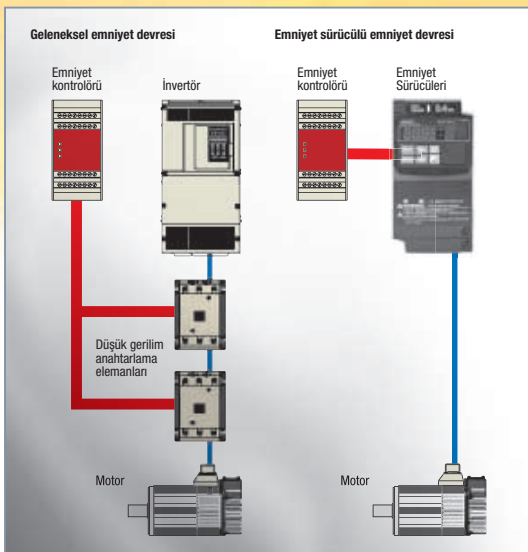 Geleneksel emniyet devresi
Emniyet
kontrolörü
İnvertör
Düşük gerilim
anahtarlama
elemanları
Motor
Emniyet sürücülü emniyet devresi
Emniyet
kontrolörü
Emniyet
Sürücüleri
Motor